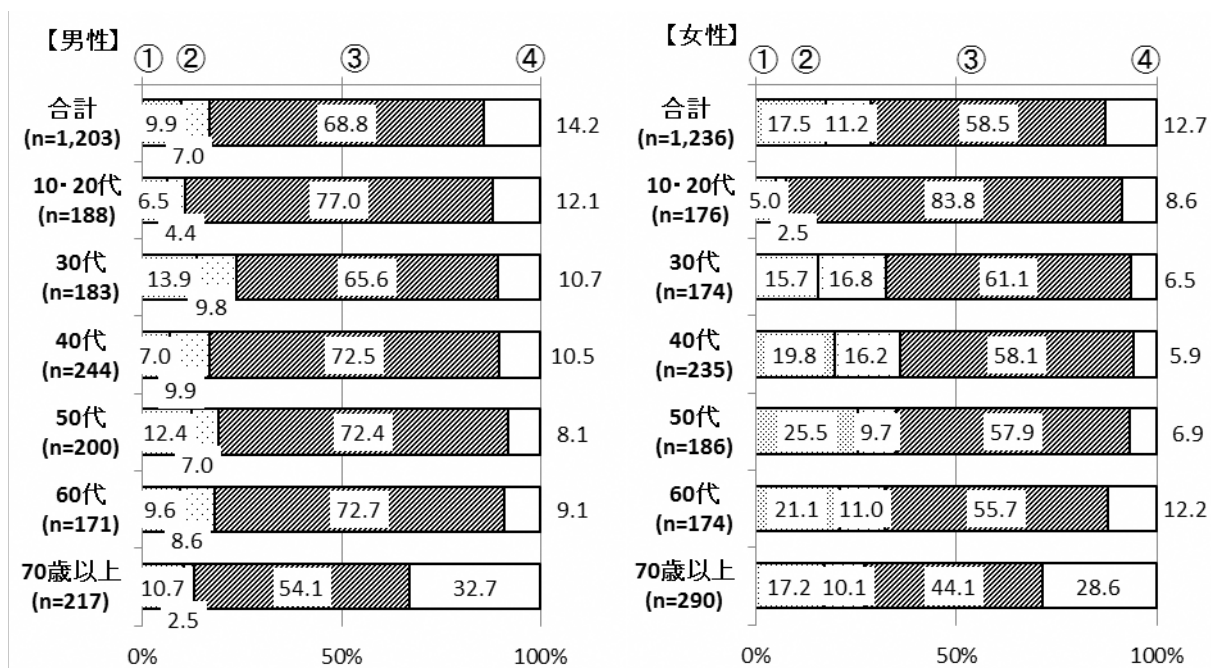 【男性】
① ② ③ ④
合計
(n=1,203)
9.9 68.8 14.2
7.0
10・20代
(n=188)
6.5 77.0 12.1
4.4
30代
(n=183)
13.9 65.6 10.7
9.8
40代
(n=244)
7.0 72.5 10.5
9.9
50代
(n=200)
12.4 72.4 8.1
7.0
60代
(n=171)
9.6 72.7 9.1
8.6
70歳以上
(n=217)
10.7 54.1 32.7
2.5
0% 50% 100%
【女性】
① ② ③ ④
合計
(n=1,236)
17.5 11.2 58.5 12.7
10・20代
(n=176)
5.0 83.8 8.6
2.5
30代
(n=174)
15.7 16.8 61.1 6.5
40代
(n=235)
19.8 16.2 58.1 5.9
50代
(n=186)
25.5 9.7 57.9 6.9
60代
(n=174)
21.1 11.0 55.7 12.2
70歳以上
(n=290)
17.2 10.1 44.1 28.6
0% 50% 100%